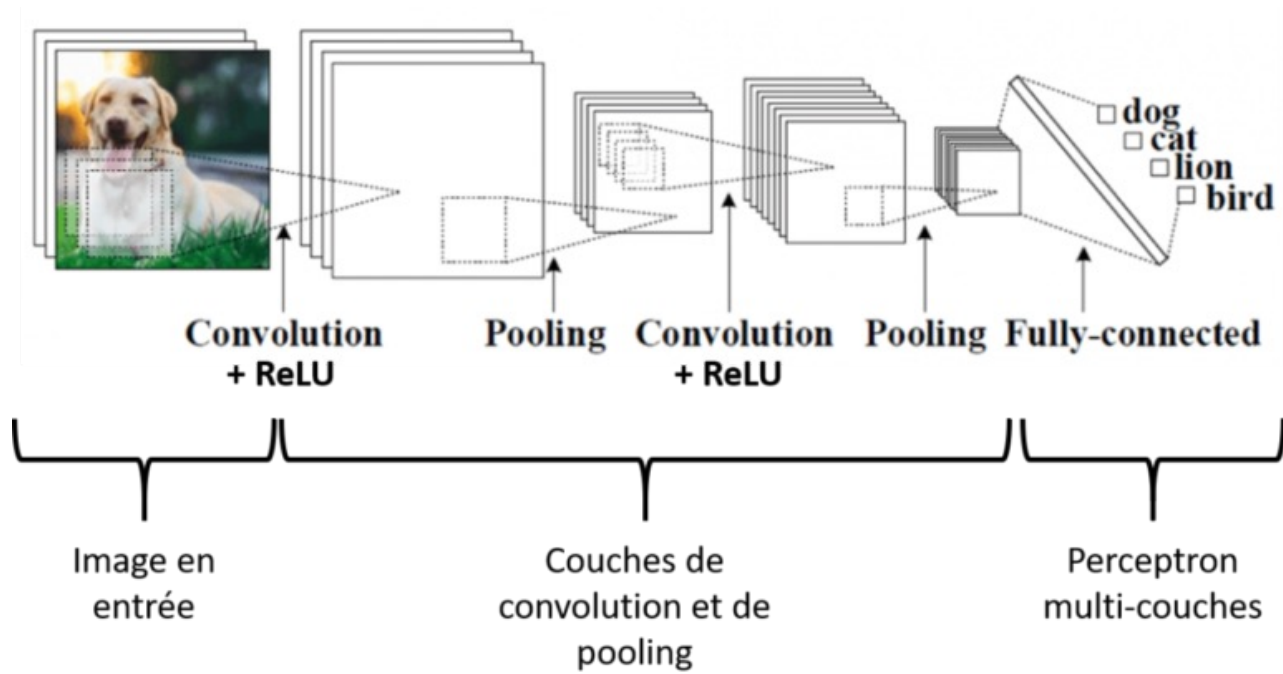 dog
cat
lion
bird
Convolution Pooling Convolution Pooling Fully-connected
+ ReLU + ReLU
Image en
entrée
Couches de
convolution et de
pooling
Perceptron
multi-couches